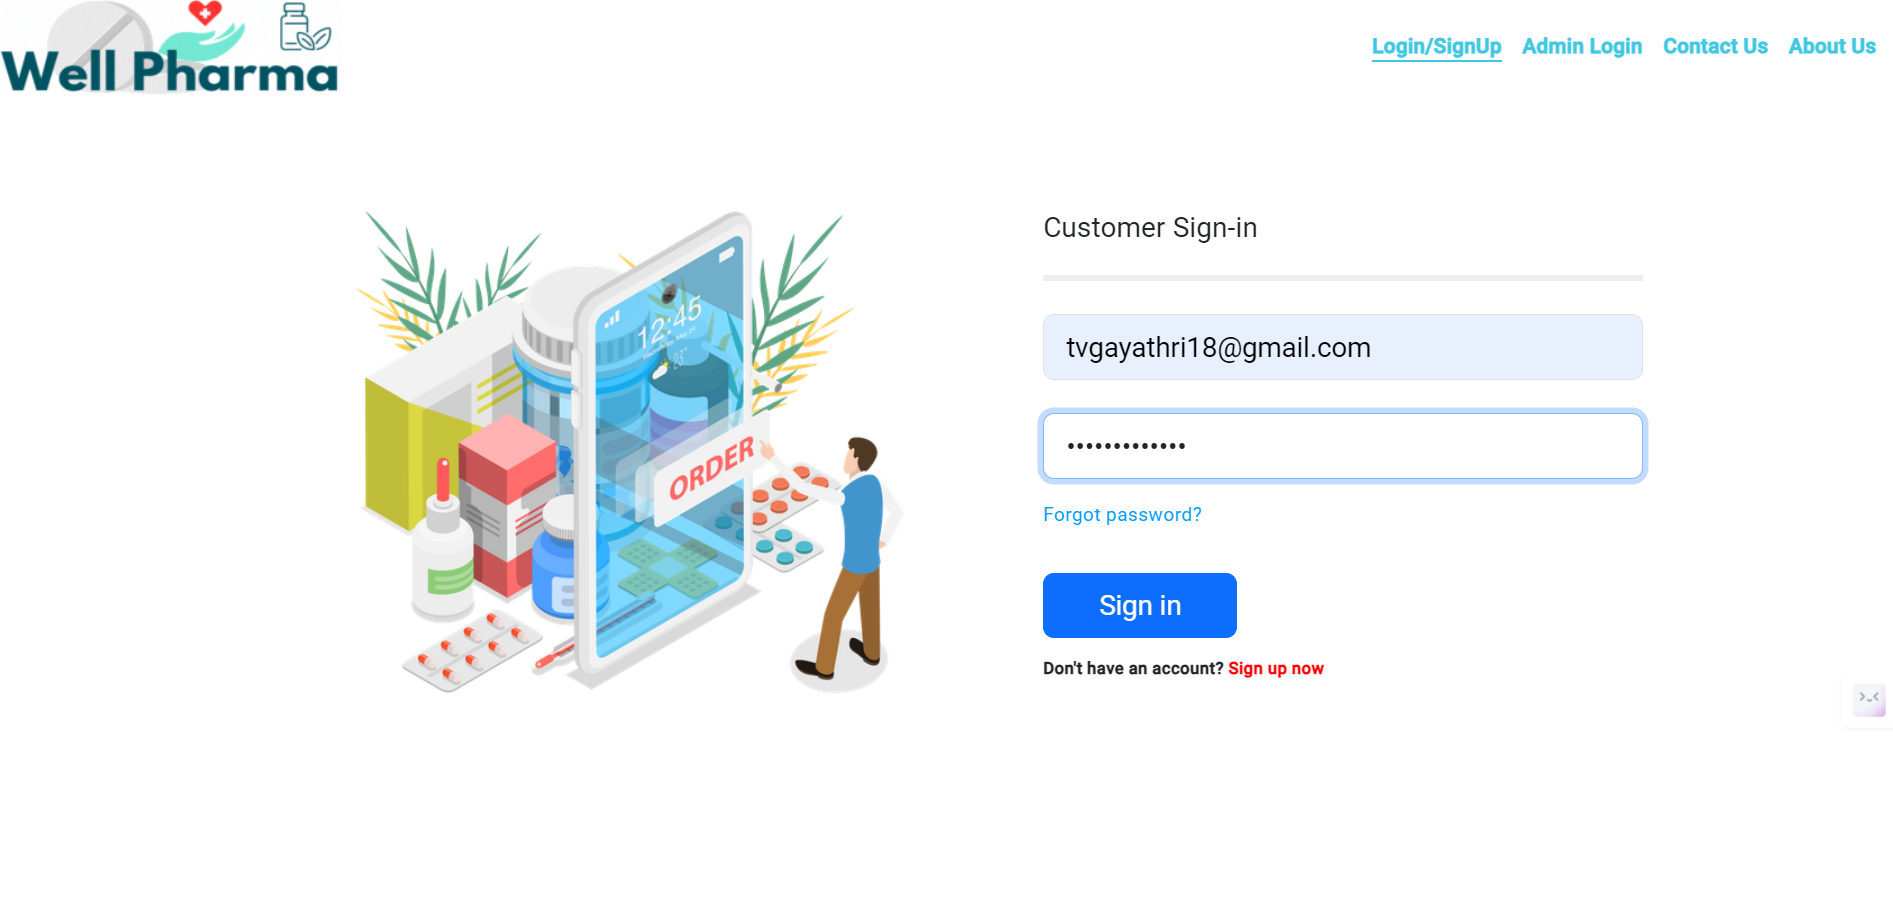 Well Pharma
Login/SignUp Admin Login Contact Us About Us
Customer Sign-in
12:45
ORDER
tvgayathri18@gmail.com
•••••••••••••
Forgot password?
Sign in
Don't have an account? Sign up now